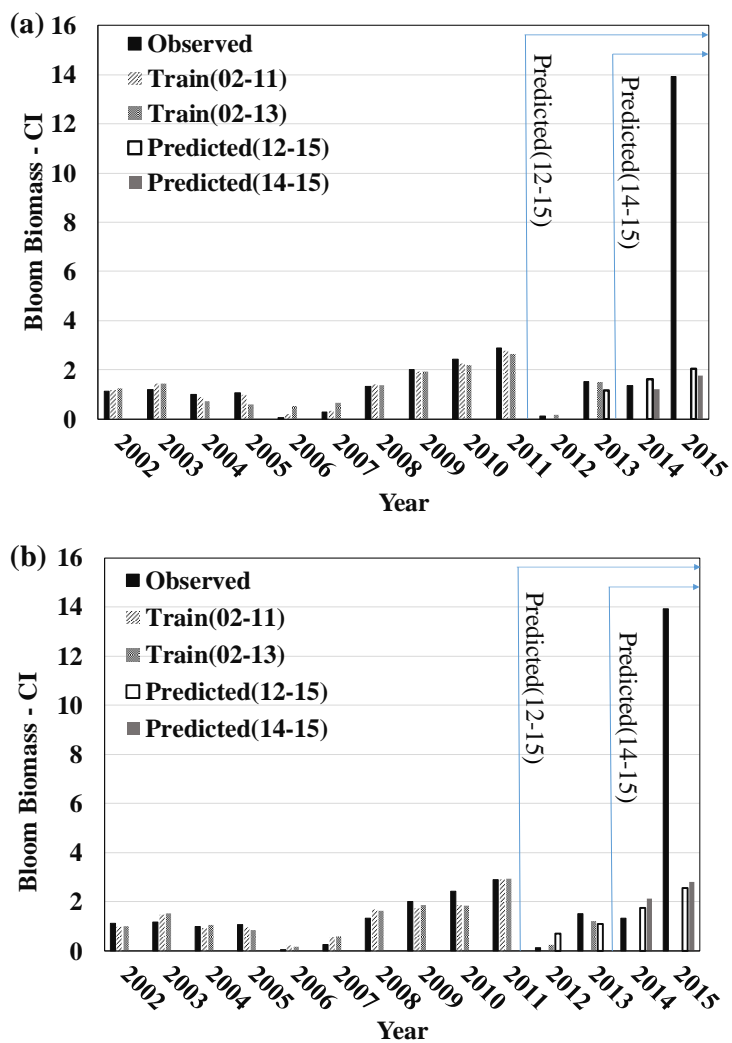 (a)
16
14
12
10
8
6
4
2
0
Bloom Biomass - CI
Observed
Train(02-11)
Train(02-13)
Predicted(12-15)
Predicted(14-15)
Predicted(12-15)
Predicted(14-15)
2002
2003
2004
2005
2006
2007
2008
2009
2010
2011
2012
2013
2014
2015
Year
(b)
16
14
12
10
8
6
4
2
0
Bloom Biomass - CI
Observed
Train(02-11)
Train(02-13)
Predicted(12-15)
Predicted(14-15)
Predicted(12-15)
Predicted(14-15)
2002
2003
2004
2005
2006
2007
2008
2009
2010
2011
2012
2013
2014
2015
Year